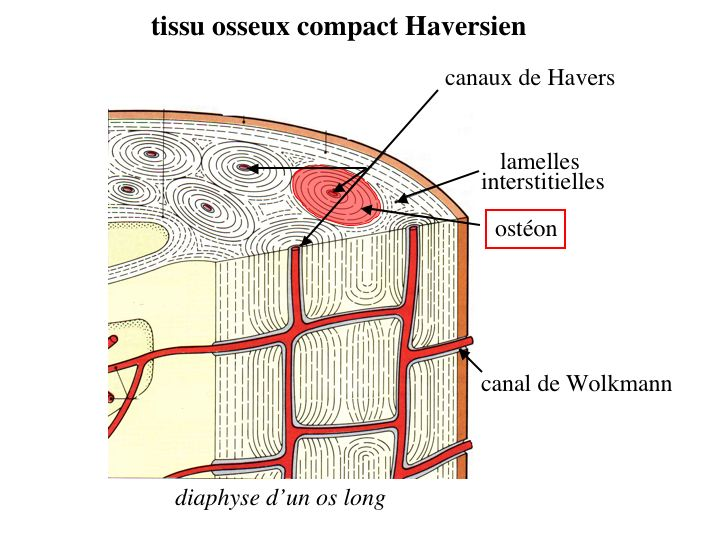 tissu osseux compact Haversien
canaux de Havers
lamelles
interstitielles
ostéon
canal de Wolkmann
diaphyse d'un os long